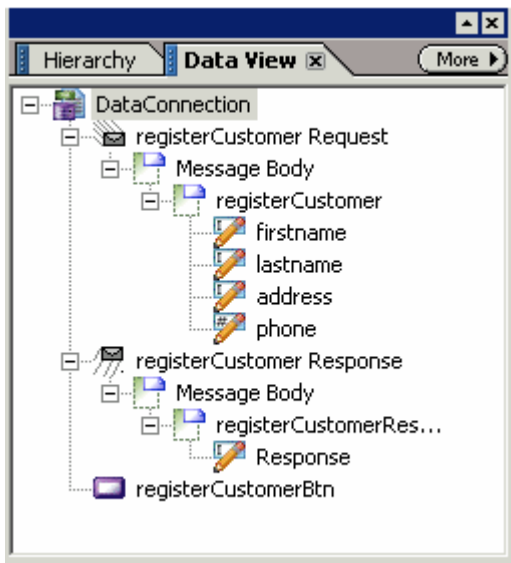 Hierarchy Data View More
DataConnection
registerCustomer Request
Message Body
registerCustomer
firstname
lastname
address
phone
registerCustomer Response
Message Body
registerCustomerRes...
Response
registerCustomerBtn